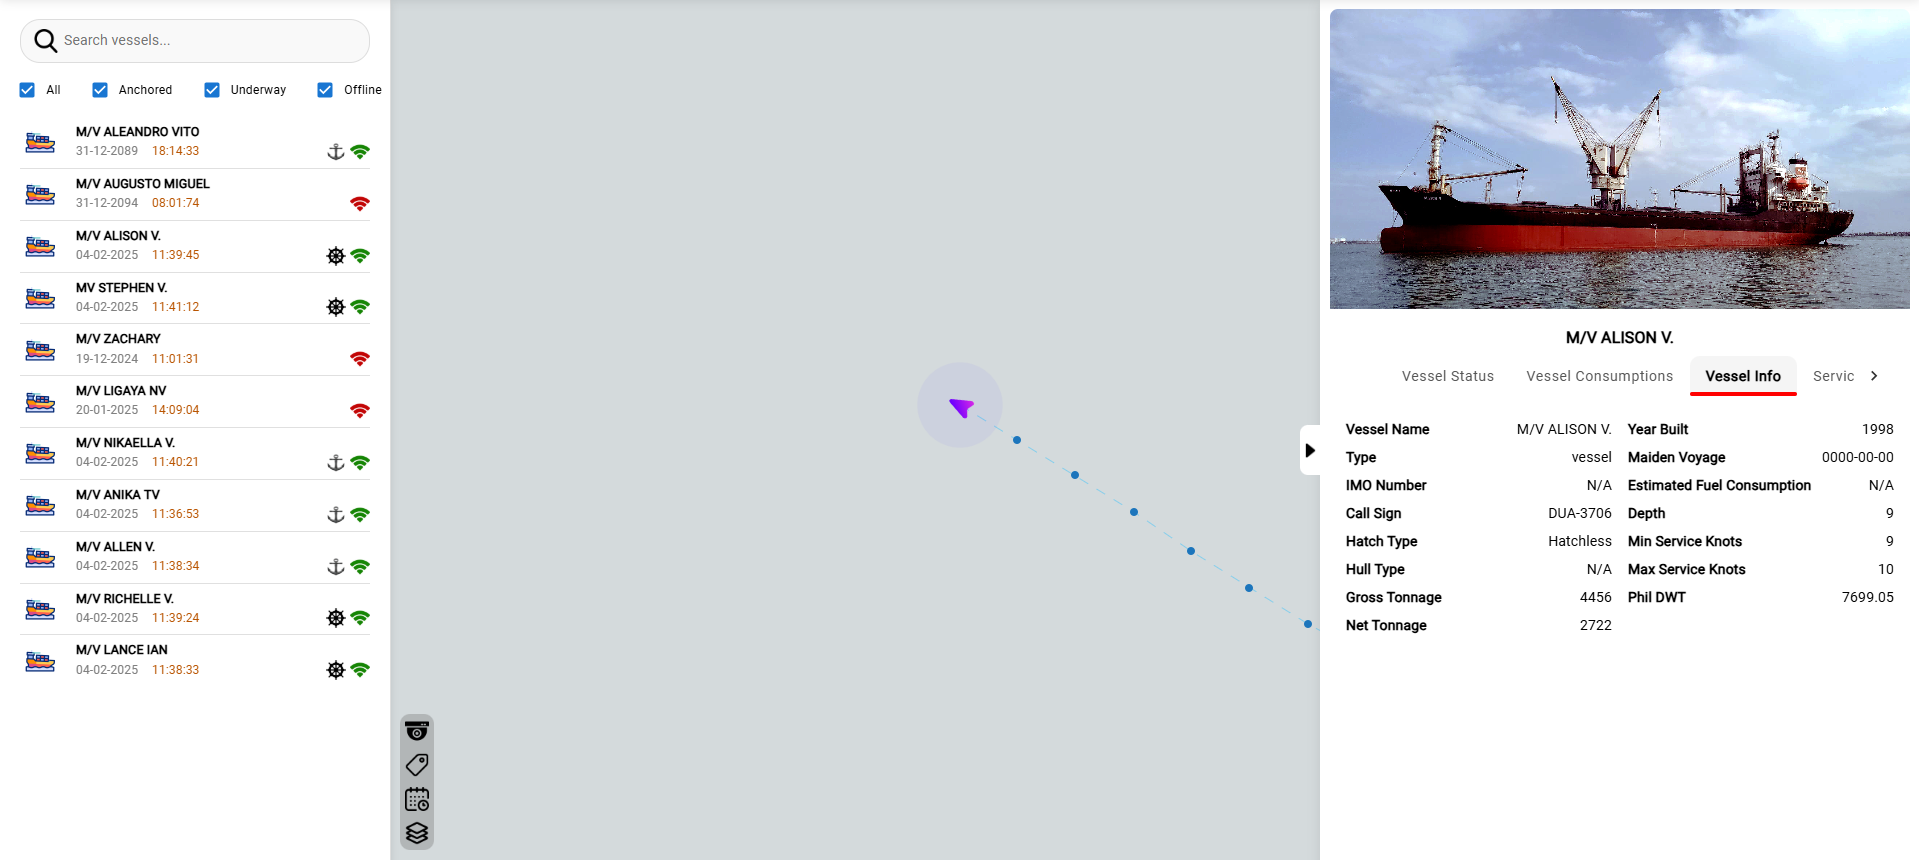 Search vessels...
All Anchored Underway Offline
M/V ALEANDRO VITO
31-12-2089 18:14:33
M/V AUGUSTO MIGUEL
31-12-2094 08:01:74
M/V ALISON V.
04-02-2025 11:39:45
MV STEPHEN V.
04-02-2025 11:41:12
M/V ZACHARY
19-12-2024 11:01:31
M/V LIGAYA NV
20-01-2025 14:09:04
M/V NIKAELLA V.
04-02-2025 11:40:21
M/V ANIKA TV
04-02-2025 11:36:53
M/V ALLEN V.
04-02-2025 11:38:34
M/V RICHELLE V.
04-02-2025 11:39:24
M/V LANCE IAN
04-02-2025 11:38:33
M/V ALISON V.
Vessel Status Vessel Consumptions Vessel Info Servic
Vessel Name M/V ALISON V. Year Built 1998
Type vessel Maiden Voyage 0000-00-00
IMO Number N/A Estimated Fuel Consumption N/A
Call Sign DUA-3706 Depth 9
Hatch Type Hatchless Min Service Knots 9
Hull Type N/A Max Service Knots 10
Gross Tonnage 4456 Phil DWT 7699.05
Net Tonnage 2722